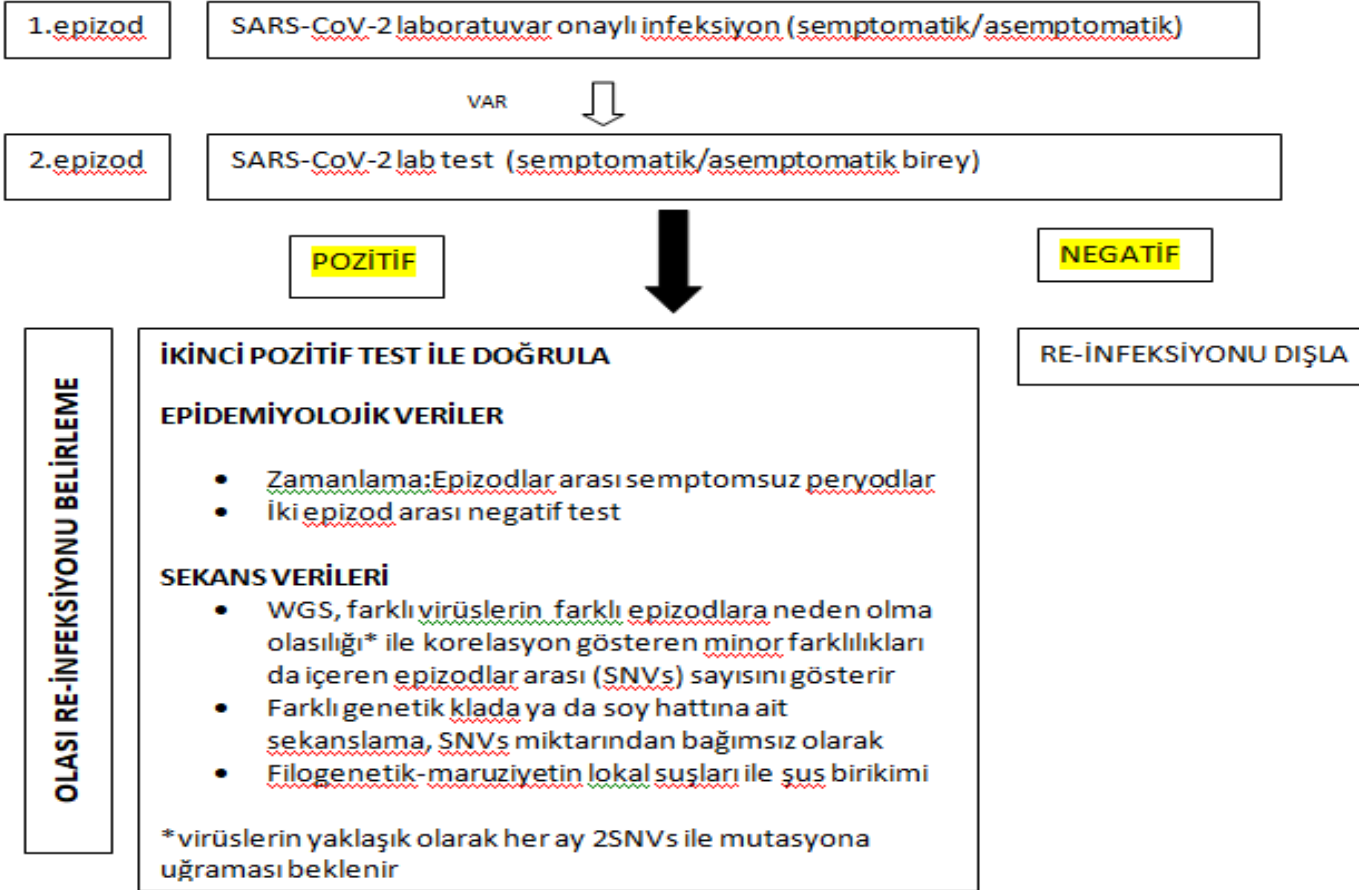 1.epizod
SARS-CoV-2 laboratuvar onaylı infeksiyon (semptomatik/asemptomatik)
VAR
2.epizod
SARS-CoV-2 lab test (semptomatik/asemptomatik birey)
POZİTİF
NEGATİF
OLASI RE-İNFEKSİYONU BELİRLEME
İKİNCİ POZİTİF TEST İLE DOĞRULA
EPİDEMİYOLOJİK VERİLER
• Zamanlama:Epizodlar arası semptomsuz peryodlar
• İki epizod arası negatif test
SEKANS VERİLERİ
• WGS, farklı virüslerin farklı epizodlara neden olma
olasılığı* ile korelasyon gösteren minor farklılıkları
da içeren epizodlar arası (SNVs) sayısını gösterir
• Farklı genetik klada ya da soy hattına ait
sekanslama, SNVs miktarından bağımsız olarak
• Filogenetik-maruziyetin lokal suşları ile şus birikimi
*virüslerin yaklaşık olarak her ay 2SNVs ile mutasyona
uğraması beklenir
RE-İNFEKSİYONU DIŞLA